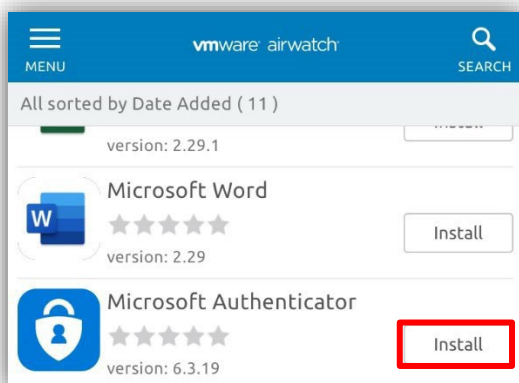 vmware airwatch
MENU
SEARCH
All sorted by Date Added ( 11 )
Install
version: 2.29.1
Microsoft Word
W
Install
version: 2.29
Microsoft Authenticator
Install
version: 6.3.19